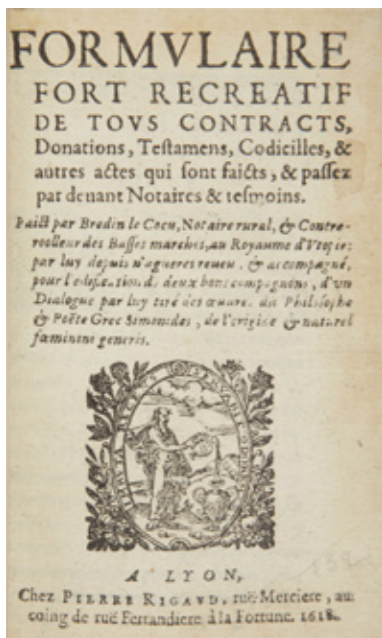 FORMVLAIRE
FORT RECREATIF
DE TOVS CONTRACTS,
Donations, Testamens, Codicilles, &
autres actes qui sont faicts, & passez
par deuant Notaires & tesmoins.
Faict par Bredin le Cocu, Notaire rural, & Contre-
roolleur des Basses marches, au Royaume d'Vtopie:
par luy depuis n'agueres reueu, & accompagné,
pour l'edification de deux bons compagnons, d'vn
Dialogue par luy tiré des œuures du Philosophe
& Poëte Grec Simonides, de l'origine & naturel
fœminini generis.
A LYON,
Chez PIERRE RIGAVD, ruë Merciere, au
coing de ruë Ferrandiere à la Fortune. 1618.